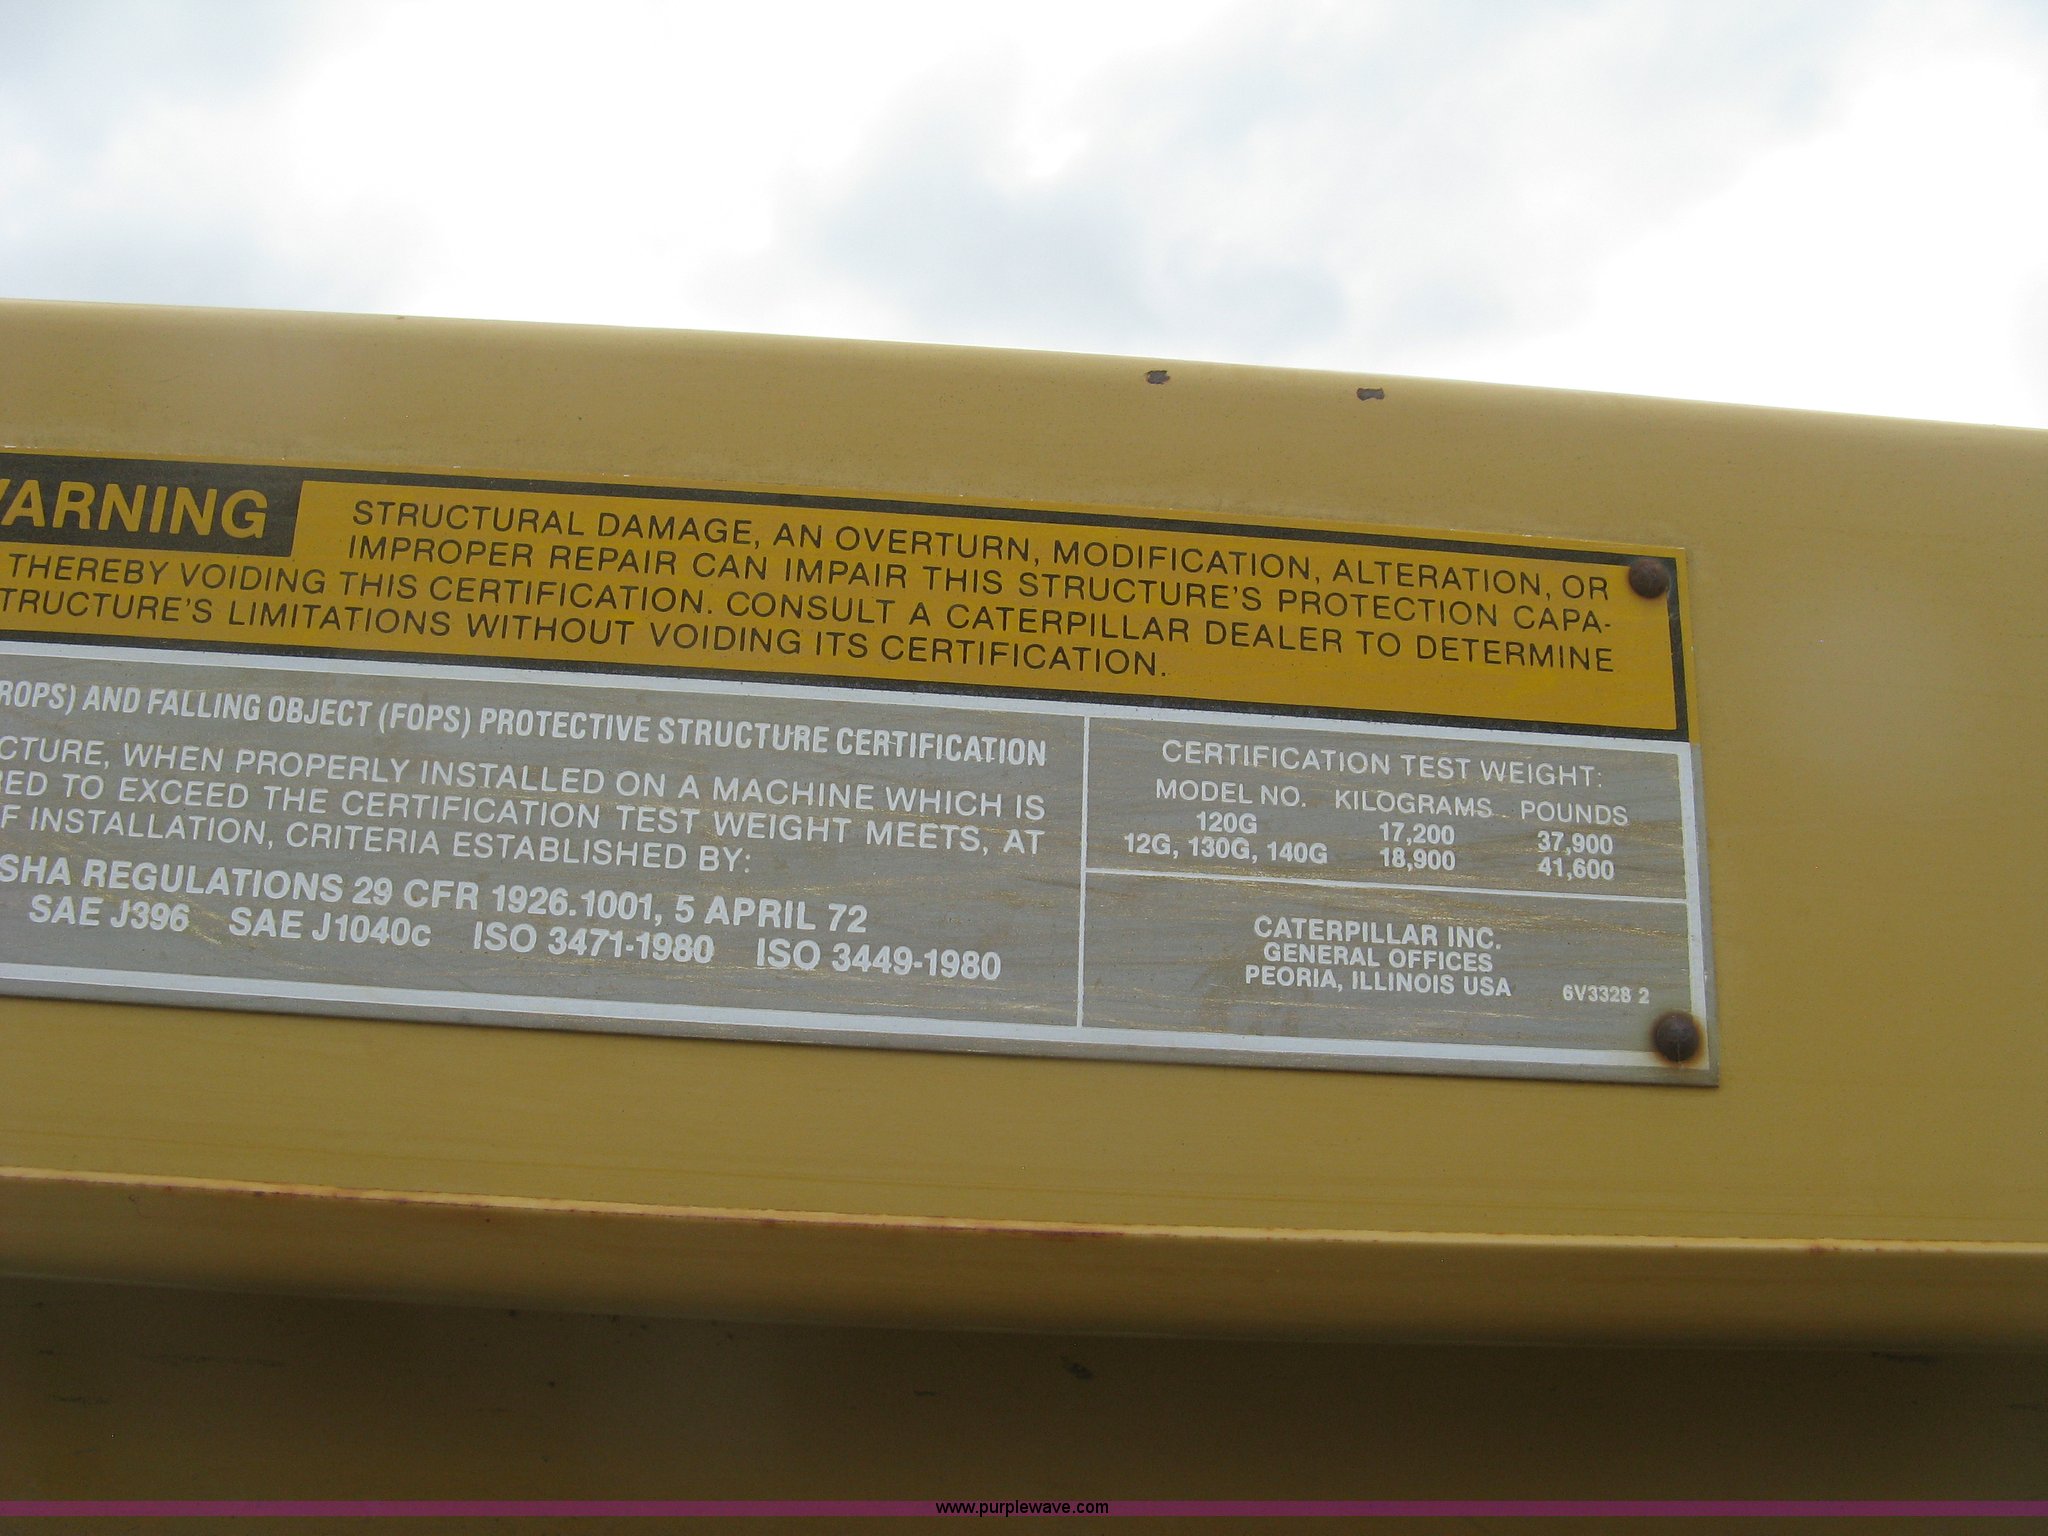 WARNING
STRUCTURAL DAMAGE, AN OVERTURN, MODIFICATION, ALTERATION, OR
IMPROPER REPAIR CAN IMPAIR THIS STRUCTURE'S PROTECTION CAPA-
THEREBY VOIDING THIS CERTIFICATION. CONSULT A CATERPILLAR DEALER TO DETERMINE
TRUCTURE'S LIMITATIONS WITHOUT VOIDING ITS CERTIFICATION.
ROPS) AND FALLING OBJECT (FOPS) PROTECTIVE STRUCTURE CERTIFICATION
CTURE, WHEN PROPERLY INSTALLED ON A MACHINE WHICH IS
RED TO EXCEED THE CERTIFICATION TEST WEIGHT MEETS, AT
F INSTALLATION, CRITERIA ESTABLISHED BY:
SHA REGULATIONS 29 CFR 1926.1001, 5 APRIL 72
SAE J396 SAE J1040c ISO 3471-1980 ISO 3449-1980
CERTIFICATION TEST WEIGHT:
MODEL NO. KILOGRAMS POUNDS
120G 17,200 37,900
12G, 130G, 140G 18,900 41,600
CATERPILLAR INC.
GENERAL OFFICES
PEORIA, ILLINOIS USA
6V3328 2
www.purplewave.com